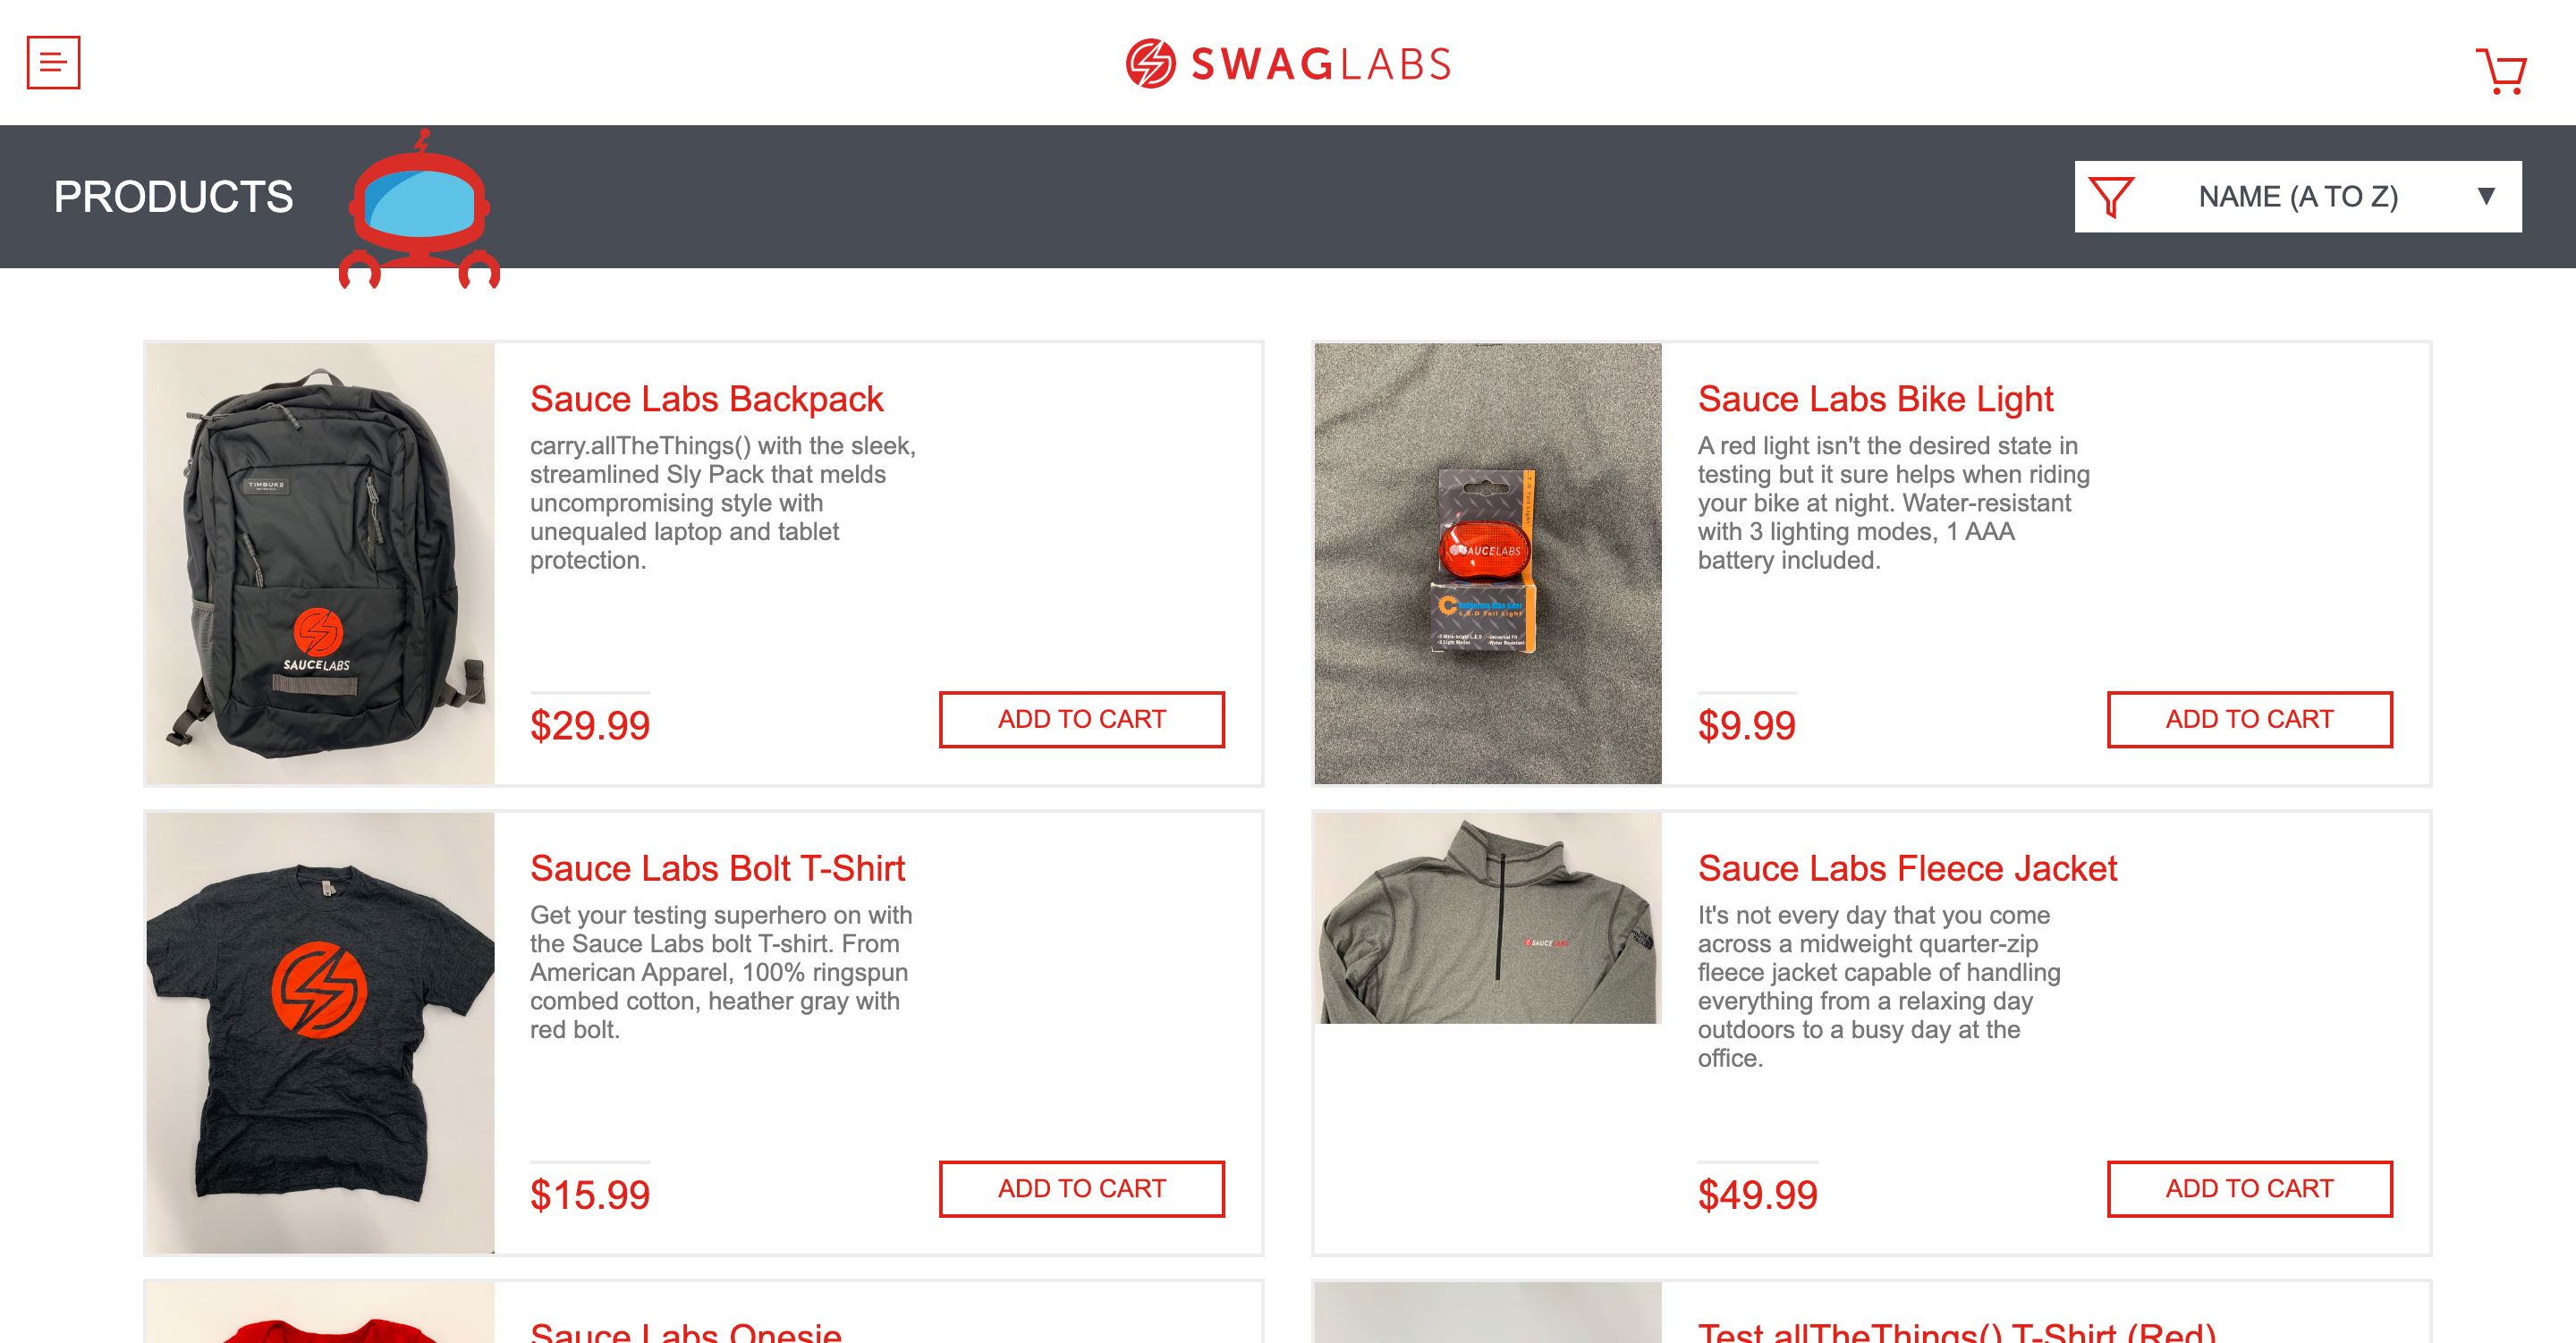 SWAGLABS
PRODUCTS
NAME (A TO Z)
Sauce Labs Backpack
carry.allTheThings() with the sleek,
streamlined Sly Pack that melds
uncompromising style with
unequaled laptop and tablet
protection.
$29.99
ADD TO CART
TIMBUK2
SAUCELABS
Sauce Labs Bike Light
A red light isn't the desired state in
testing but it sure helps when riding
your bike at night. Water-resistant
with 3 lighting modes, 1 AAA
battery included.
$9.99
ADD TO CART
SAUCELABS
L.E.D Tail Light
Sauce Labs Bolt T-Shirt
Get your testing superhero on with
the Sauce Labs bolt T-shirt. From
American Apparel, 100% ringspun
combed cotton, heather gray with
red bolt.
$15.99
ADD TO CART
Sauce Labs Fleece Jacket
It's not every day that you come
across a midweight quarter-zip
fleece jacket capable of handling
everything from a relaxing day
outdoors to a busy day at the
office.
$49.99
ADD TO CART
SAUCELABS
Sauce Labs Onesie
Test.allTheThings() T-Shirt (Red)